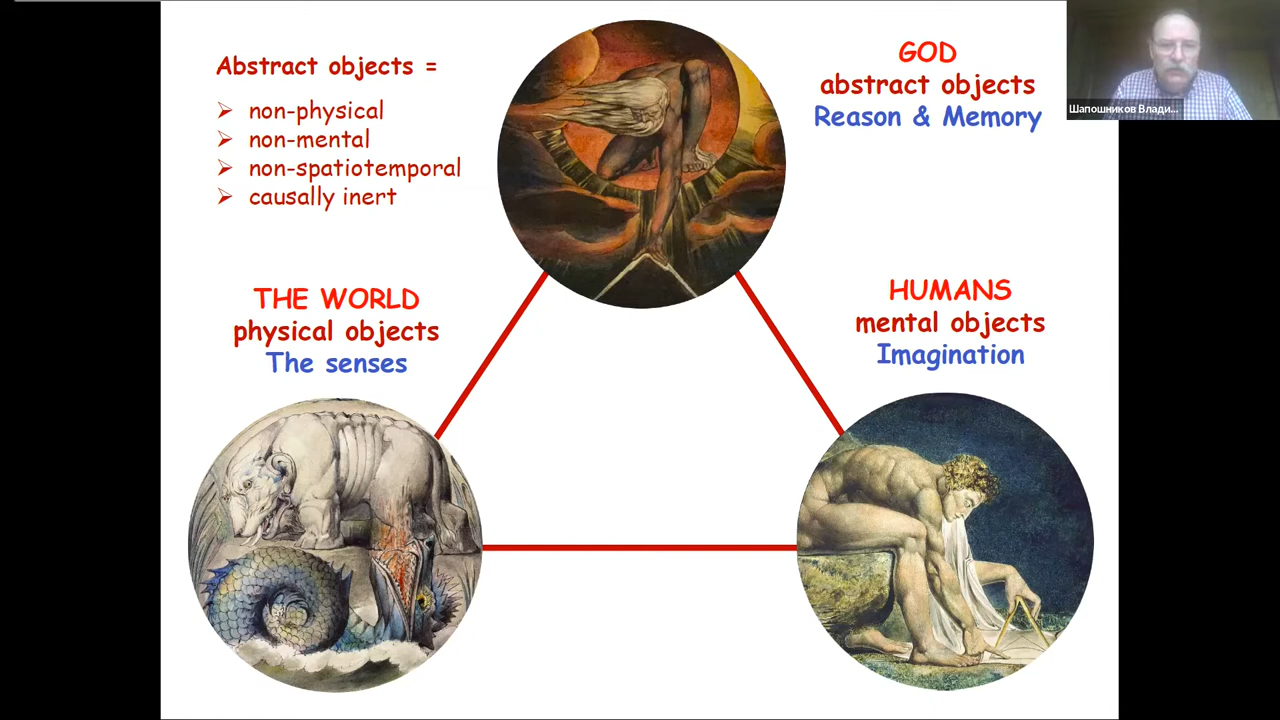 Abstract objects =
➢ non-physical
➢ non-mental
➢ non-spatiotemporal
➢ causally inert
GOD
abstract objects
Reason & Memory
Шапошников Влади...
THE WORLD
physical objects
The senses
HUMANS
mental objects
Imagination